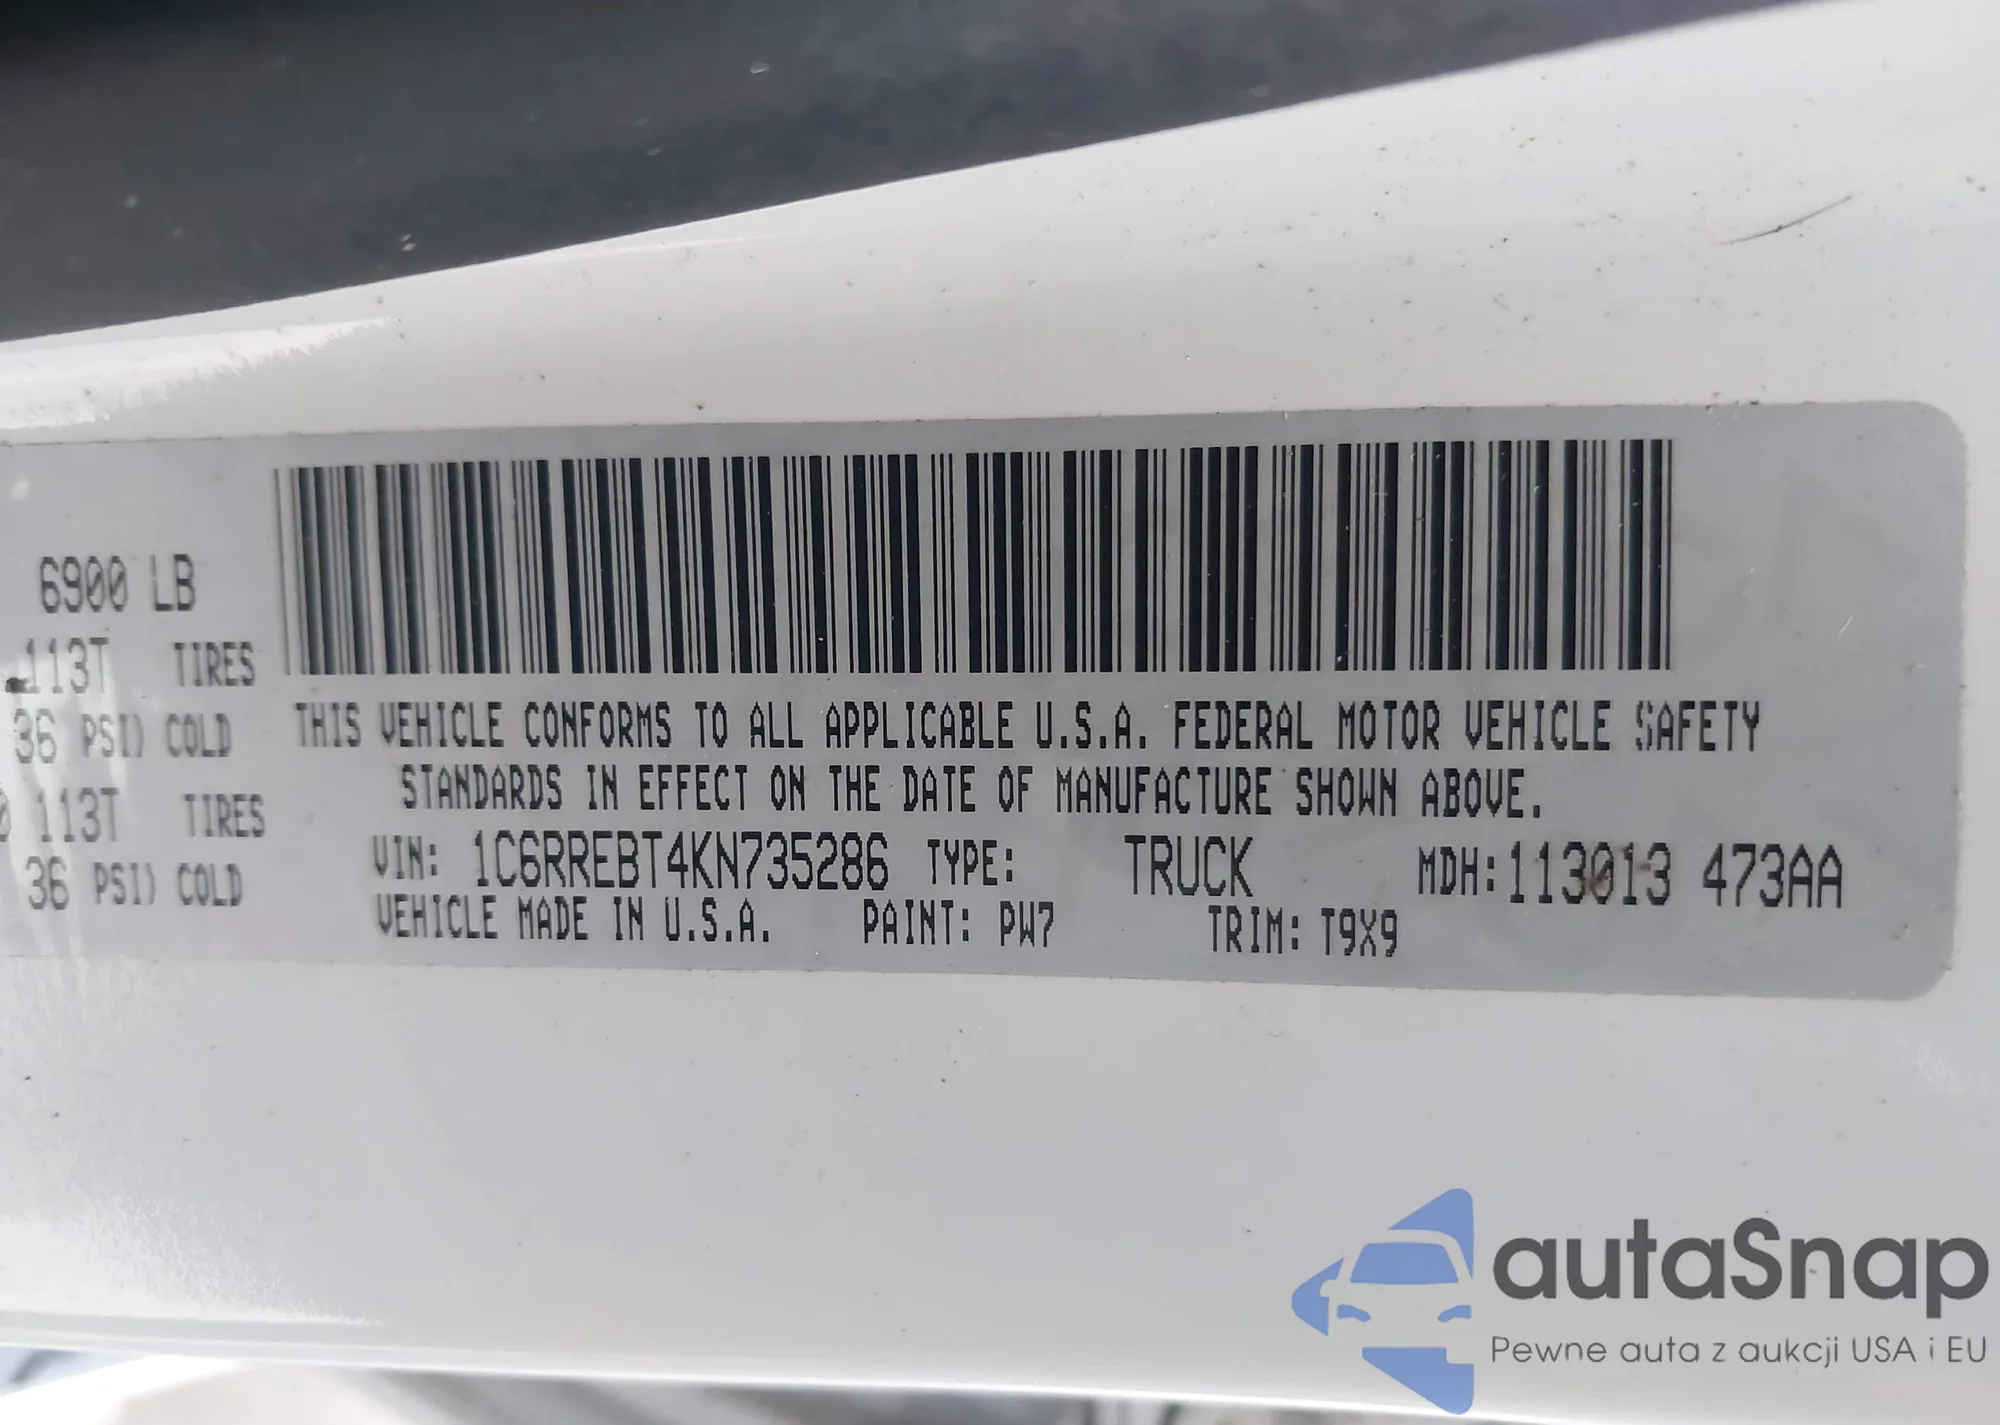 6900 LB
113T TIRES
36 PSI) COLD
113T TIRES
36 PSI) COLD
THIS VEHICLE CONFORMS TO ALL APPLICABLE U.S.A. FEDERAL MOTOR VEHICLE SAFETY
STANDARDS IN EFFECT ON THE DATE OF MANUFACTURE SHOWN ABOVE.
VIN: 1C6RREBT4KN735286 TYPE: TRUCK MDH: 113013 473AA
VEHICLE MADE IN U.S.A. PAINT: PW7 TRIM: T9X9
autaSnap
Pewne auta z aukcji USA i EU